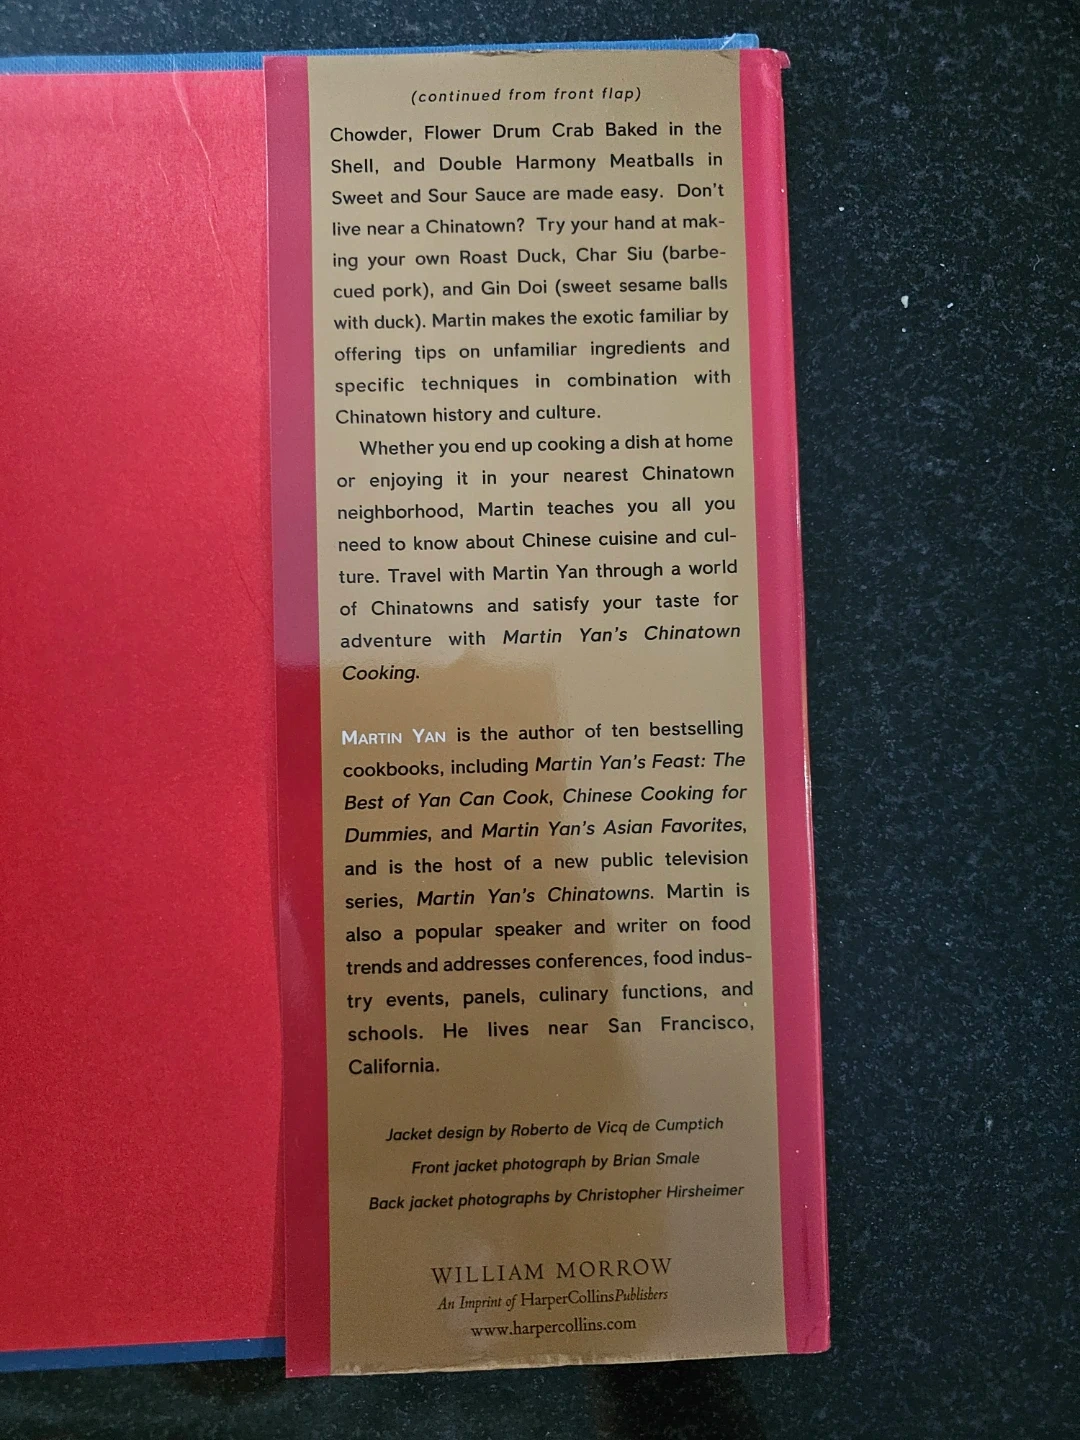 (continued from front flap)
Chowder, Flower Drum Crab Baked in the
Shell, and Double Harmony Meatballs in
Sweet and Sour Sauce are made easy. Don't
live near a Chinatown? Try your hand at mak-
ing your own Roast Duck, Char Siu (barbe-
cued pork), and Gin Doi (sweet sesame balls
with duck). Martin makes the exotic familiar by
offering tips on unfamiliar ingredients and
specific techniques in combination with
Chinatown history and culture.
Whether you end up cooking a dish at home
or enjoying it in your nearest Chinatown
neighborhood, Martin teaches you all you
need to know about Chinese cuisine and cul-
ture. Travel with Martin Yan through a world
of Chinatowns and satisfy your taste for
adventure with Martin Yan's Chinatown
Cooking.
MARTIN YAN is the author of ten bestselling
cookbooks, including Martin Yan's Feast: The
Best of Yan Can Cook, Chinese Cooking for
Dummies, and Martin Yan's Asian Favorites,
and is the host of a new public television
series, Martin Yan's Chinatowns. Martin is
also a popular speaker and writer on food
trends and addresses conferences, food indus-
try events, panels, culinary functions, and
schools. He lives near San Francisco,
California.
Jacket design by Roberto de Vicq de Cumptich
Front jacket photograph by Brian Smale
Back jacket photographs by Christopher Hirsheimer
WILLIAM MORROW
An Imprint of HarperCollinsPublishers
www.harpercollins.com